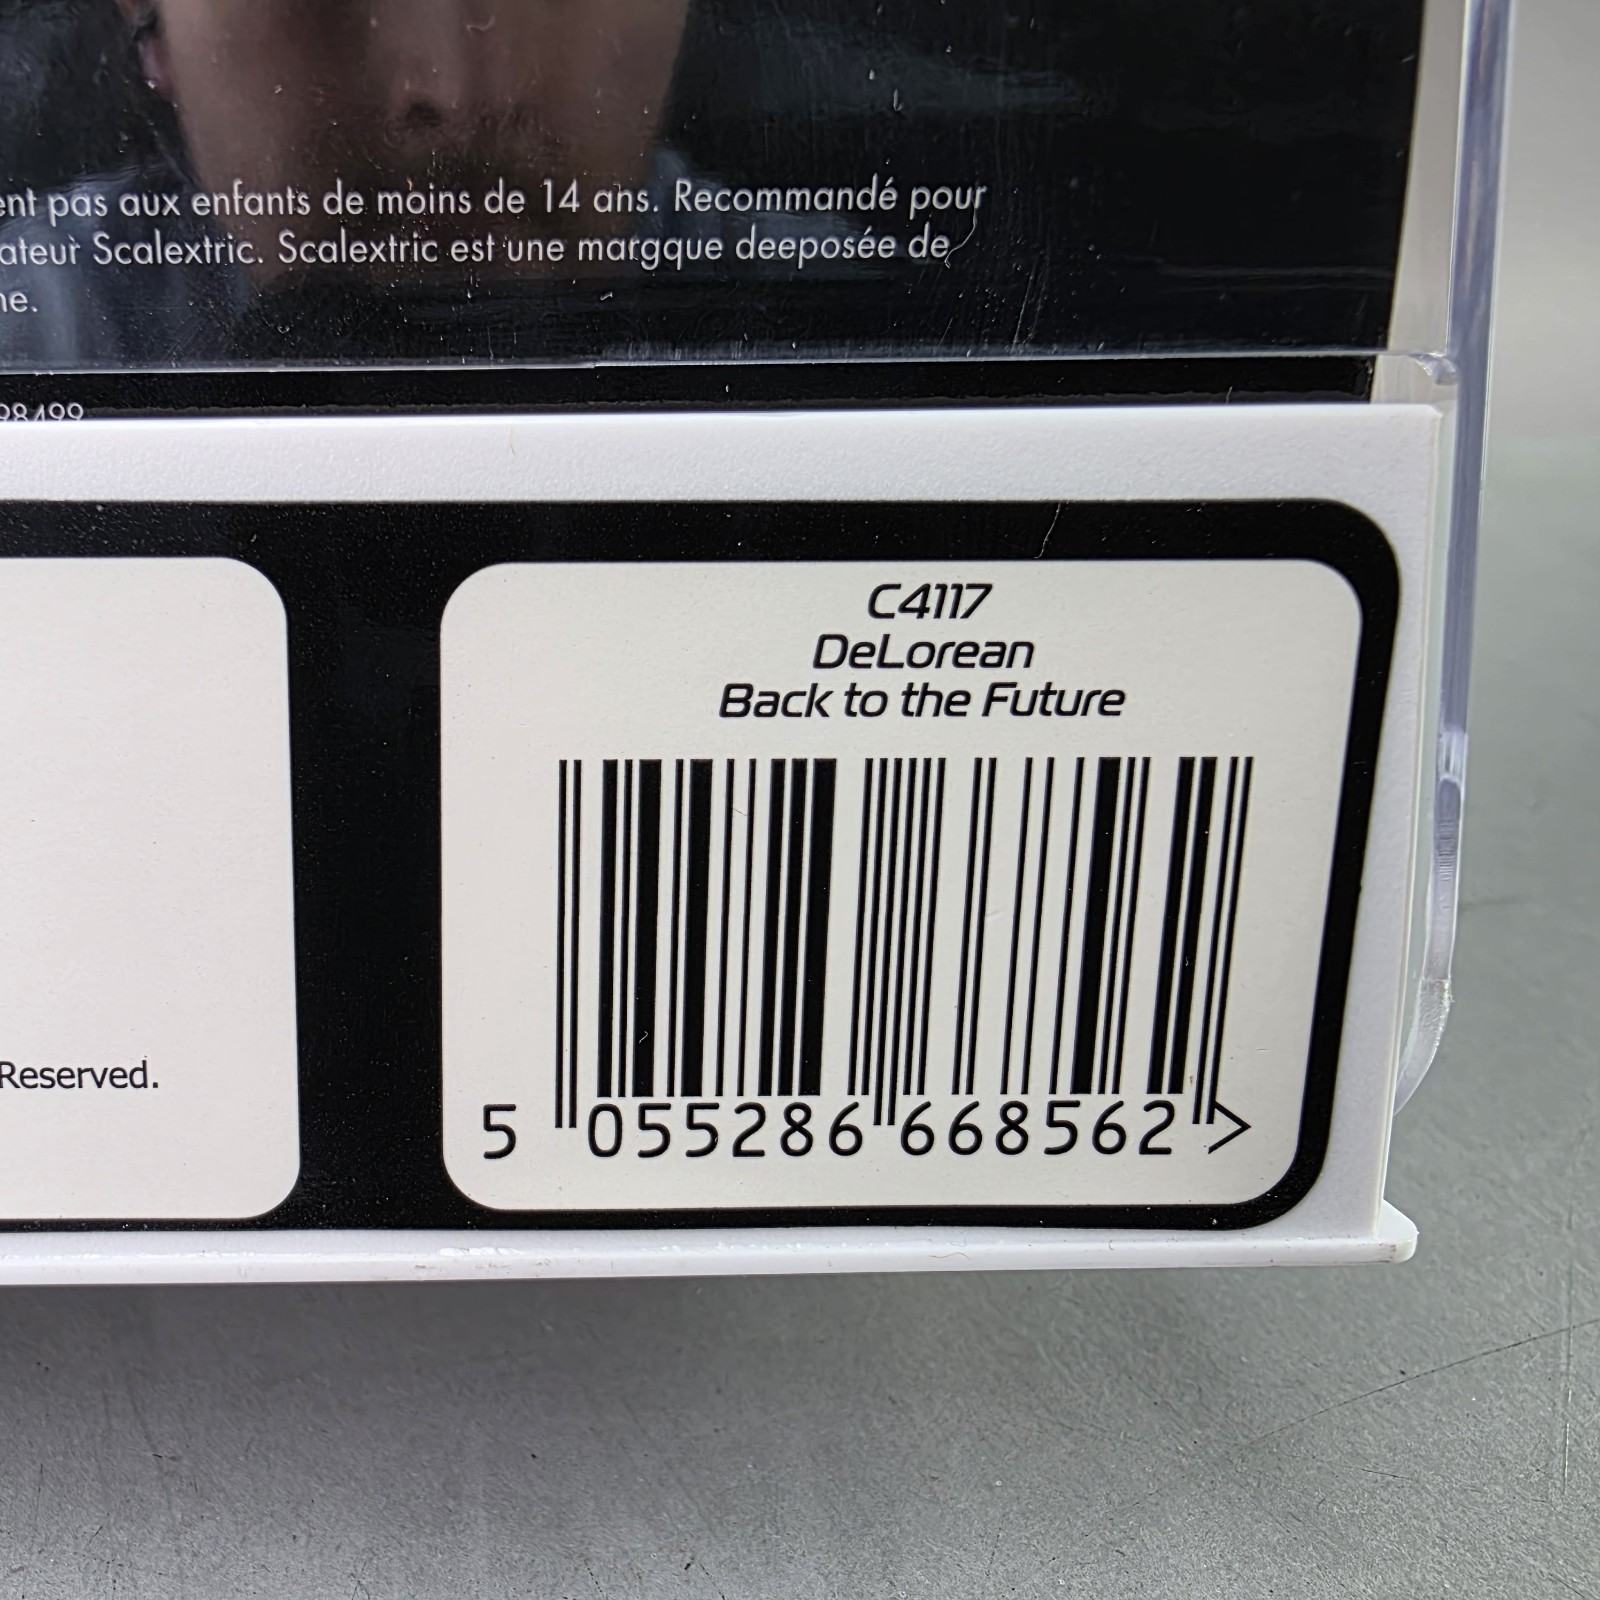 ent pas aux enfants de moins de 14 ans. Recommandé pour
ateur Scalextric. Scalextric est une margque deeposée de
ne.
98499
Reserved.
C4117
DeLorean
Back to the Future
5 055286 668562 >